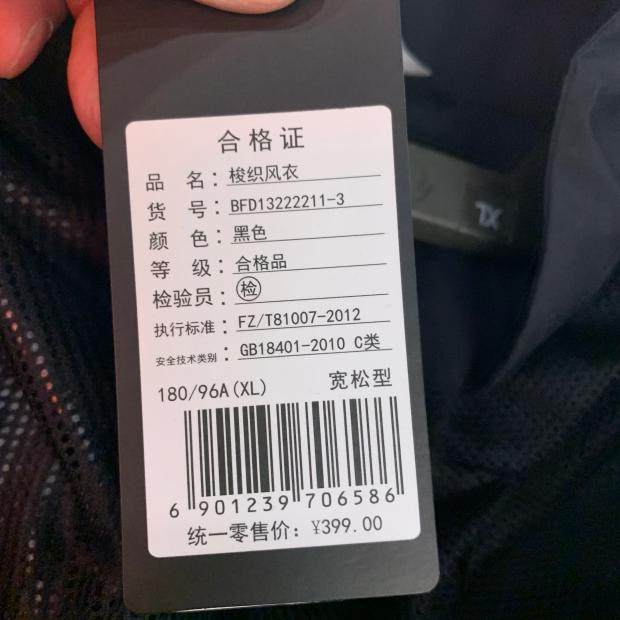 合格证
品 名：梭织风衣
货 号：BFD13222211-3
颜 色：黑色
等 级：合格品
检验员：检
执行标准：FZ/T81007-2012
安全技术类别：GB18401-2010 C类
180/96A(XL) 宽松型
6 901239 706586
统一零售价：¥399.00
XL